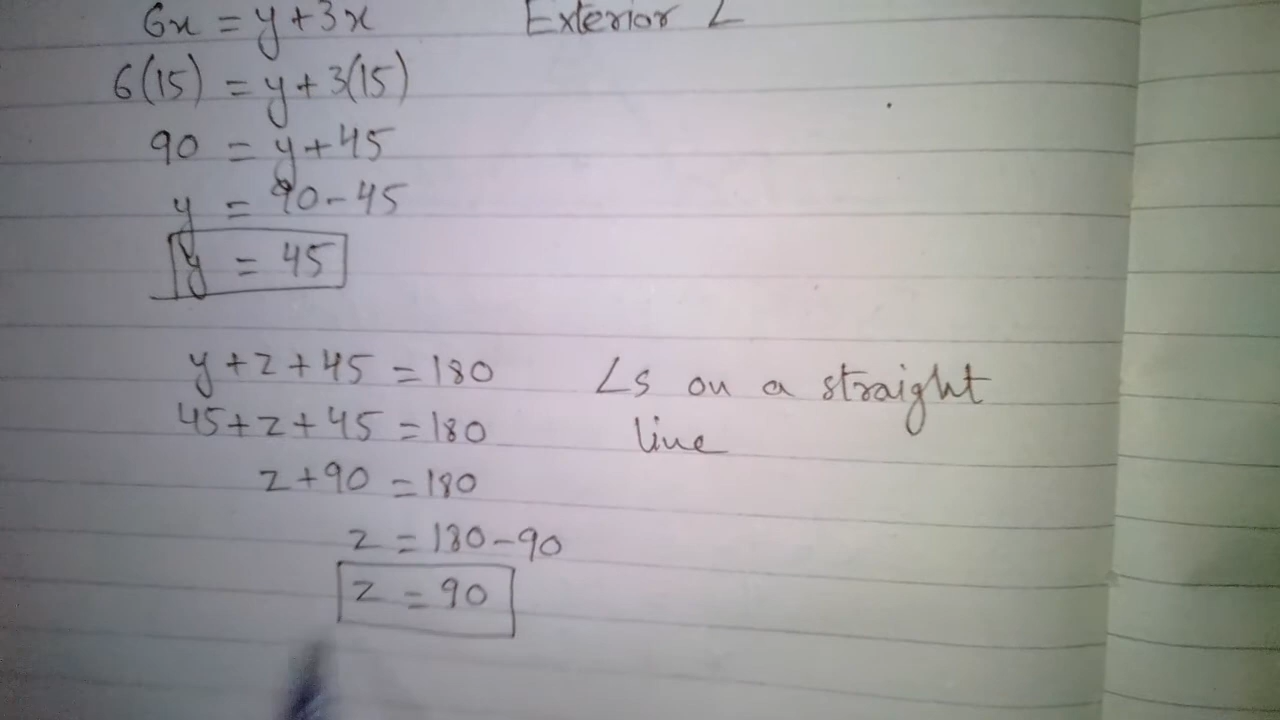 6x = y+3x Exterior ∠
6(15) = y+3(15)
90 = y+45
y = 90-45
y = 45
y+z+45 = 180 ∠s on a straight
45+z+45 = 180 line
z+90 = 180
z = 180-90
z = 90